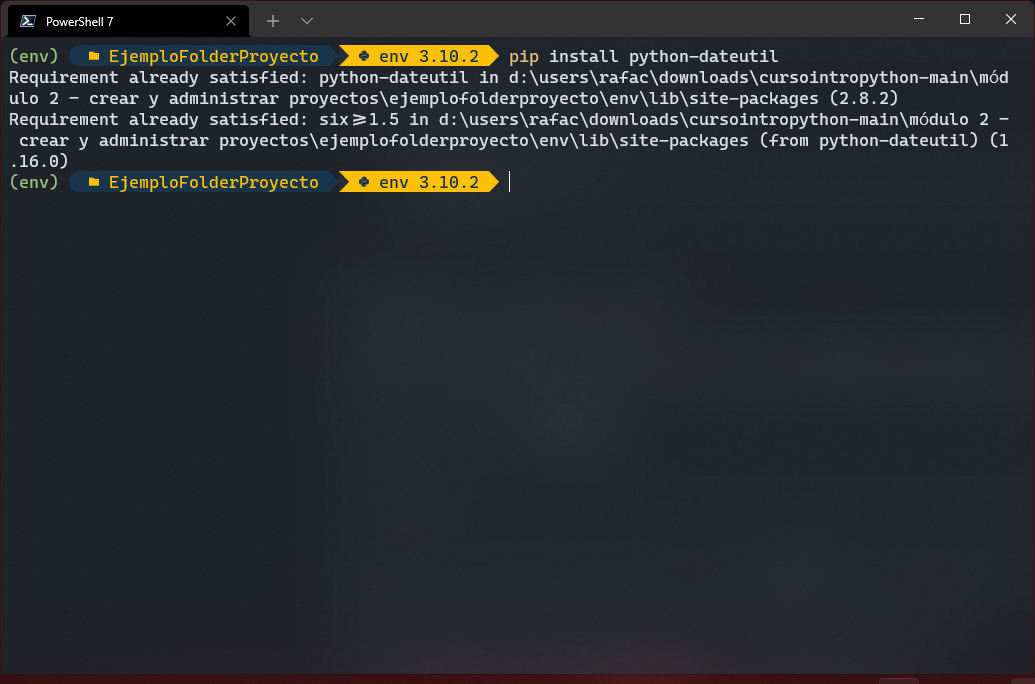 PowerShell 7
(env) EjemploFolderProyecto env 3.10.2 pip install python-dateutil
Requirement already satisfied: python-dateutil in d:\users\rafac\downloads\cursointropython-main\mód
ulo 2 - crear y administrar proyectos\ejemplofolderproyecto\env\lib\site-packages (2.8.2)
Requirement already satisfied: six>=1.5 in d:\users\rafac\downloads\cursointropython-main\módulo 2 -
 crear y administrar proyectos\ejemplofolderproyecto\env\lib\site-packages (from python-dateutil) (1
.16.0)
(env) EjemploFolderProyecto env 3.10.2